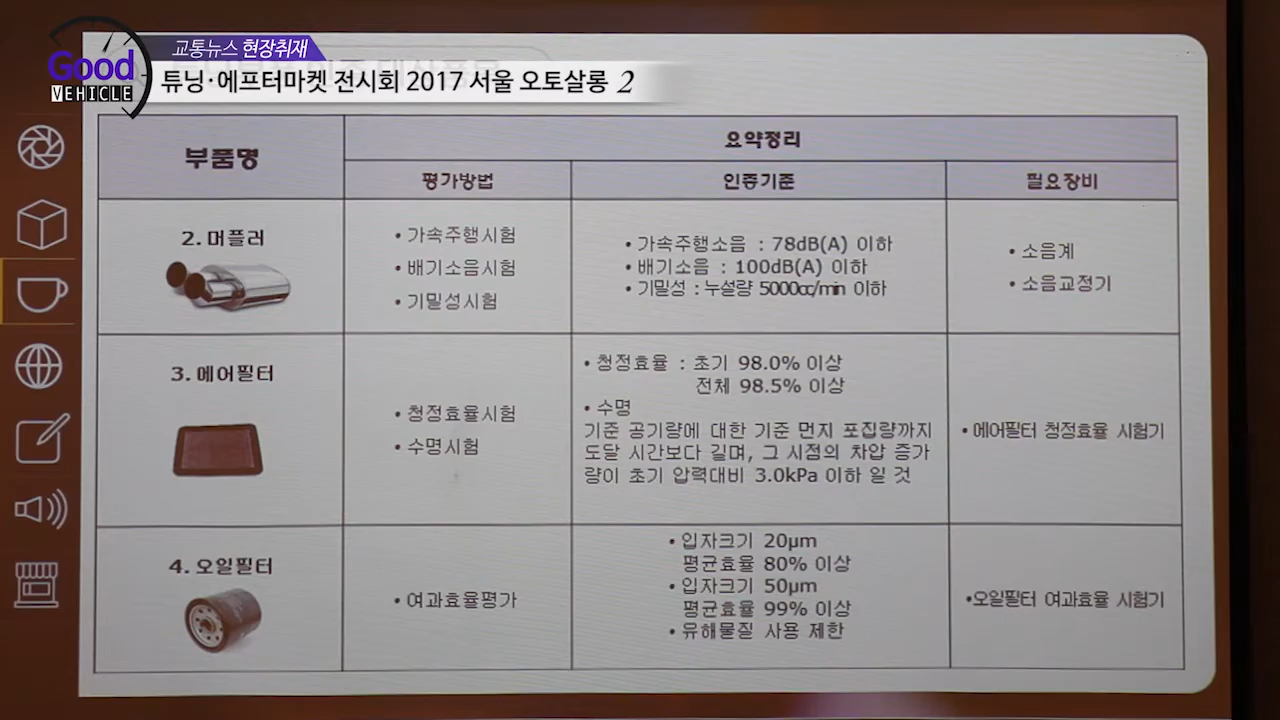 Good
VEHICLE
교통뉴스 현장취재
튜닝·에프터마켓 전시회 2017 서울 오토살롱 2
부품명
요약정리
평가방법
인증기준
필요장비
2. 머플러
• 가속주행시험
• 배기소음시험
• 기밀성시험
• 가속주행소음 : 78dB(A) 이하
• 배기소음 : 100dB(A) 이하
• 기밀성 : 누설량 5000cc/min 이하
• 소음계
• 소음교정기
3. 에어필터
• 청정효율시험
• 수명시험
• 청정효율 : 초기 98.0% 이상
전체 98.5% 이상
• 수명
기준 공기량에 대한 기준 먼지 포집량까지
도달 시간보다 길며, 그 시점의 차압 증가
량이 초기 압력대비 3.0kPa 이하 일 것
• 에어필터 청정효율 시험기
4. 오일필터
• 여과효율평가
• 입자크기 20μm
평균효율 80% 이상
• 입자크기 50μm
평균효율 99% 이상
• 유해물질 사용 제한
•오일필터 여과효율 시험기